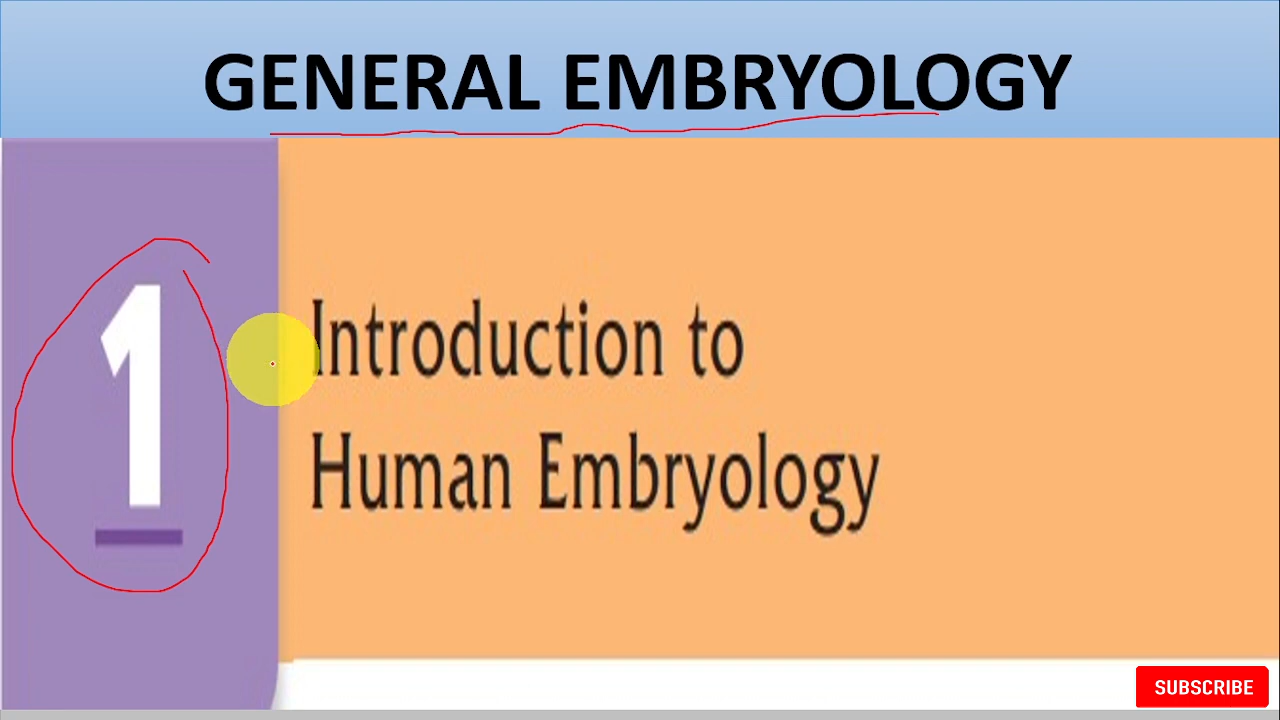 GENERAL EMBRYOLOGY
1
Introduction to
Human Embryology
SUBSCRIBE